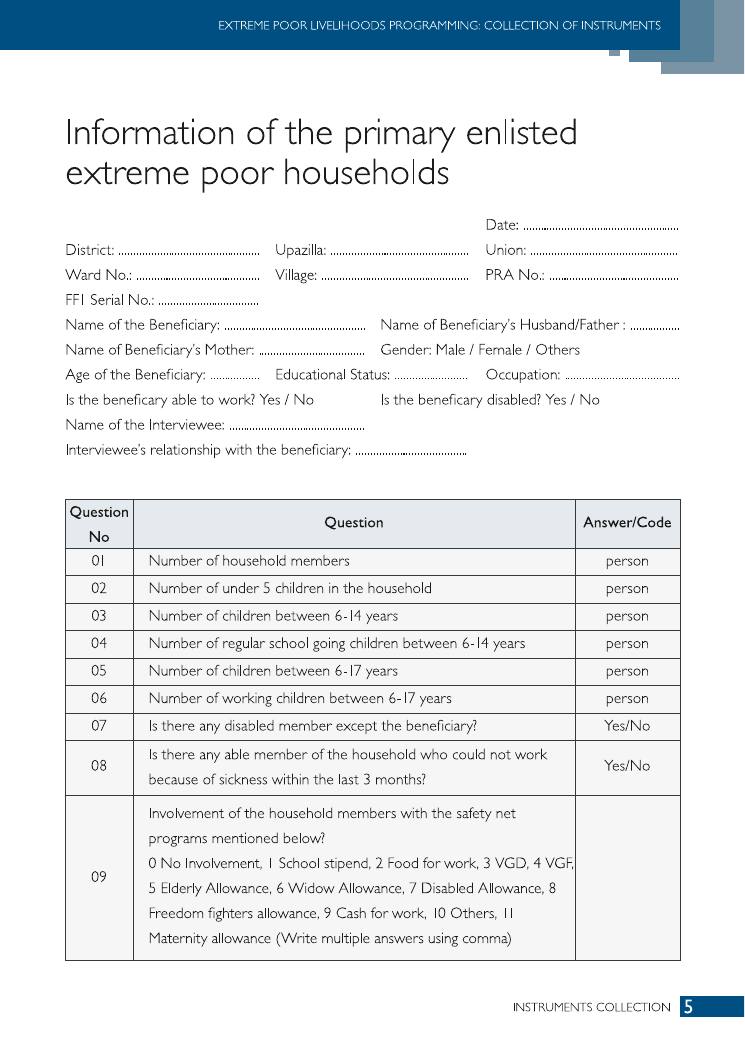 EXTREME POOR LIVELIHOODS PROGRAMMING: COLLECTION OF INSTRUMENTS
Information of the primary enlisted
extreme poor households
Date: ....................................................
District: ............................................... Upazilla: .............................................. Union: .................................................
Ward No.: ......................................... Village: ................................................. PRA No.: ...........................................
FF1 Serial No.: ..................................
Name of the Beneficiary: ............................................... Name of Beneficiary's Husband/Father : ................
Name of Beneficiary's Mother: ................................... Gender: Male / Female / Others
Age of the Beneficiary: ................ Educational Status: ........................ Occupation: ......................................
Is the beneficary able to work? Yes / No Is the beneficary disabled? Yes / No
Name of the Interviewee: .............................................
Interviewee's relationship with the beneficiary: .....................................
Question
No Question Answer/Code
01 Number of household members person
02 Number of under 5 children in the household person
03 Number of children between 6-14 years person
04 Number of regular school going children between 6-14 years person
05 Number of children between 6-17 years person
06 Number of working children between 6-17 years person
07 Is there any disabled member except the beneficiary? Yes/No
08 Is there any able member of the household who could not work
because of sickness within the last 3 months? Yes/No
09 Involvement of the household members with the safety net
programs mentioned below?
0 No Involvement, 1 School stipend, 2 Food for work, 3 VGD, 4 VGF,
5 Elderly Allowance, 6 Widow Allowance, 7 Disabled Allowance, 8
Freedom fighters allowance, 9 Cash for work, 10 Others, 11
Maternity allowance (Write multiple answers using comma)
INSTRUMENTS COLLECTION 5